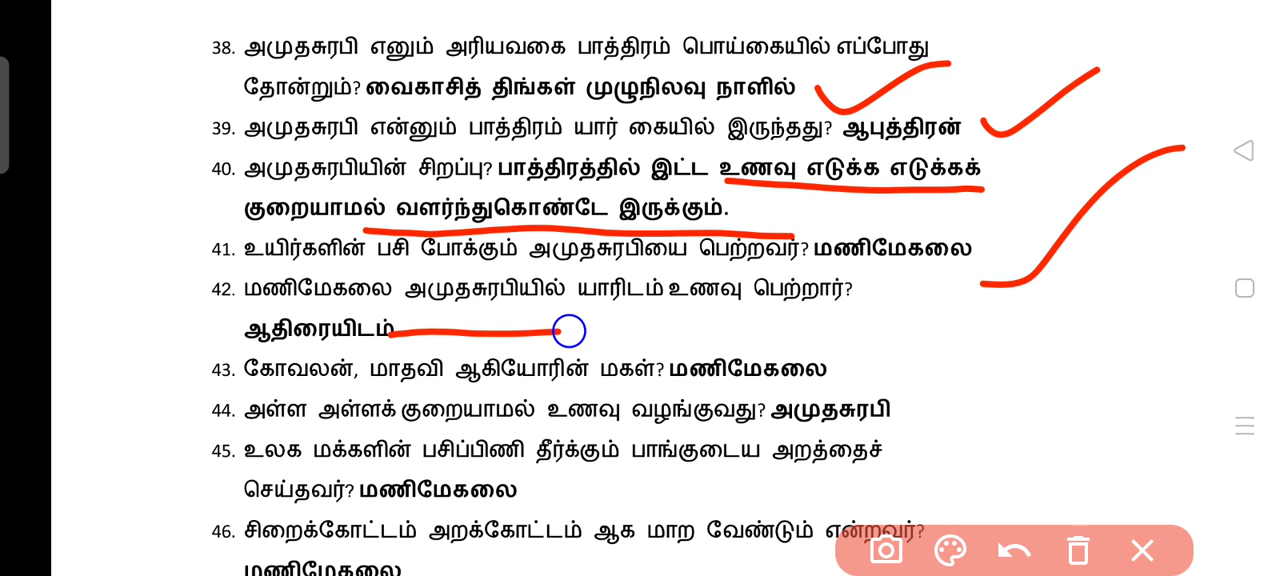 38. அமுதசுரபி எனும் அரியவகை பாத்திரம் பொய்கையில் எப்போது
தோன்றும்? வைகாசித் திங்கள் முழுநிலவு நாளில்
39. அமுதசுரபி என்னும் பாத்திரம் யார் கையில் இருந்தது? ஆபுத்திரன்
40. அமுதசுரபியின் சிறப்பு? பாத்திரத்தில் இட்ட உணவு எடுக்க எடுக்கக்
குறையாமல் வளர்ந்துகொண்டே இருக்கும்.
41. உயிர்களின் பசி போக்கும் அமுதசுரபியை பெற்றவர்? மணிமேகலை
42. மணிமேகலை அமுதசுரபியில் யாரிடம் உணவு பெற்றார்?
ஆதிரையிடம்
43. கோவலன், மாதவி ஆகியோரின் மகள்? மணிமேகலை
44. அள்ள அள்ளக் குறையாமல் உணவு வழங்குவது? அமுதசுரபி
45. உலக மக்களின் பசிப்பிணி தீர்க்கும் பாங்குடைய அறத்தைச்
செய்தவர்? மணிமேகலை
46. சிறைக்கோட்டம் அறக்கோட்டம் ஆக மாற வேண்டும் என்றவர்?
மணிமேகலை